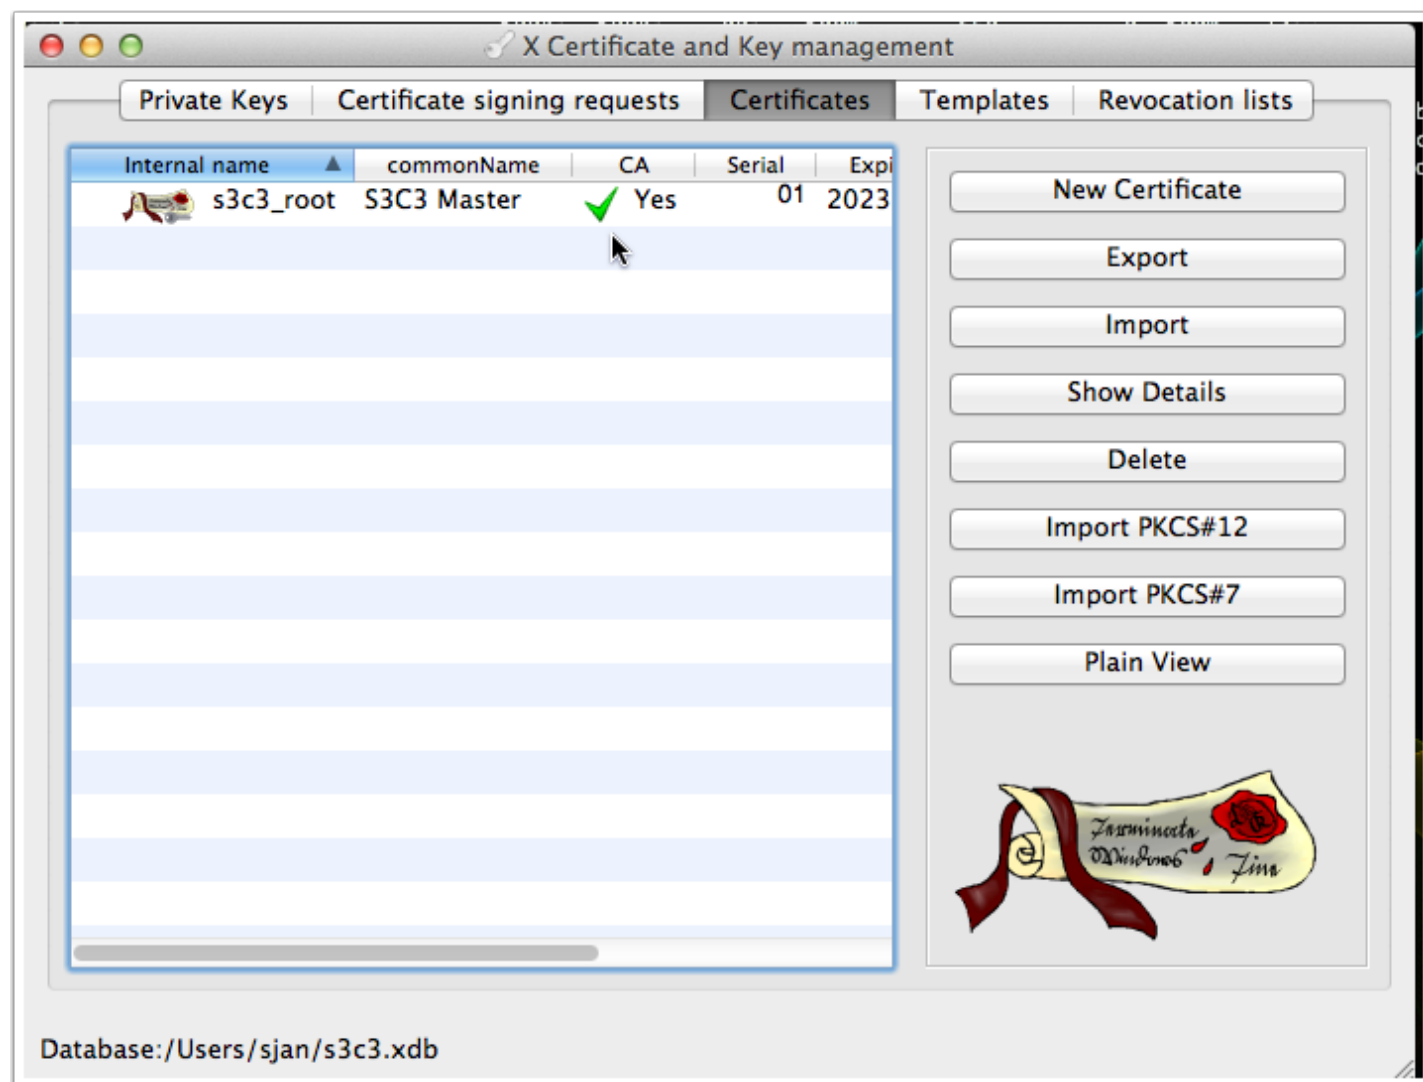 X Certificate and Key management
Private Keys Certificate signing requests Certificates Templates Revocation lists
Internal name commonName CA Serial Expi
s3c3_root S3C3 Master Yes 01 2023
New Certificate
Export
Import
Show Details
Delete
Import PKCS#12
Import PKCS#7
Plain View
Windows
Fine
Database:/Users/sjan/s3c3.xdb